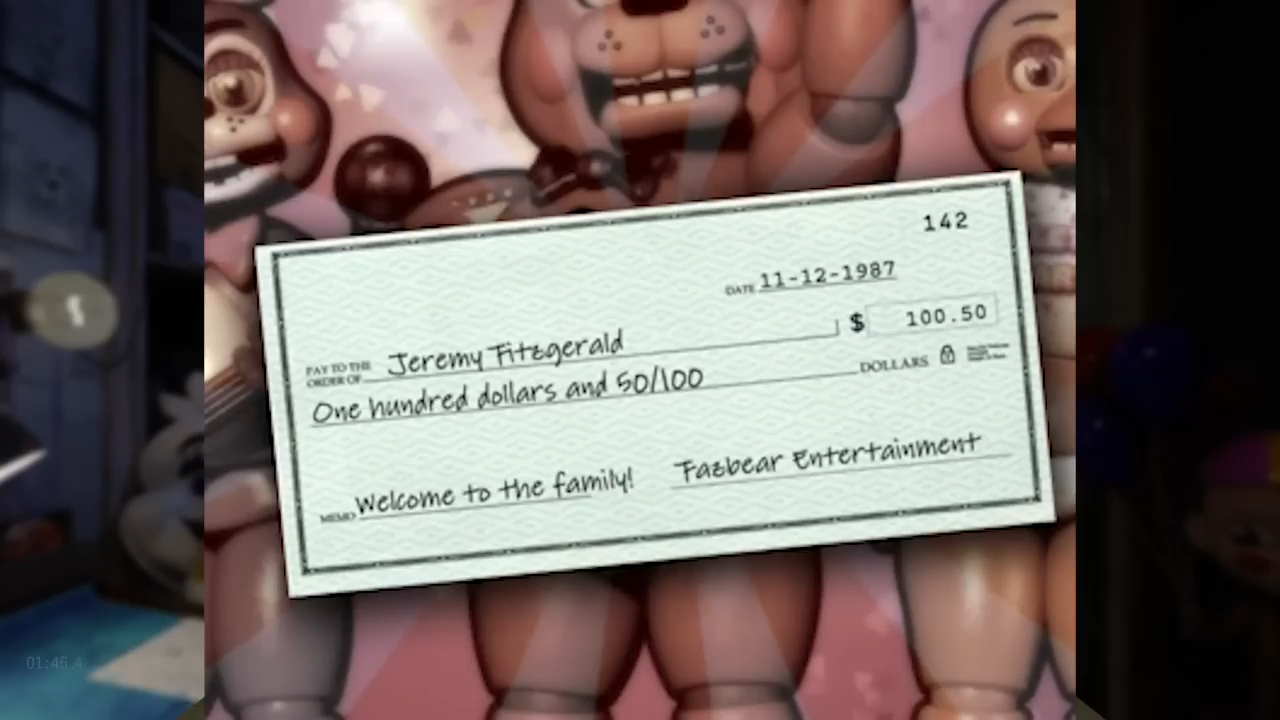 142
DATE 11-12-1987
PAY TO THE
ORDER OF Jeremy Fitzgerald $ 100.50
One hundred dollars and 50/100 DOLLARS
MEMO Welcome to the family! Fazbear Entertainment
01:45.4